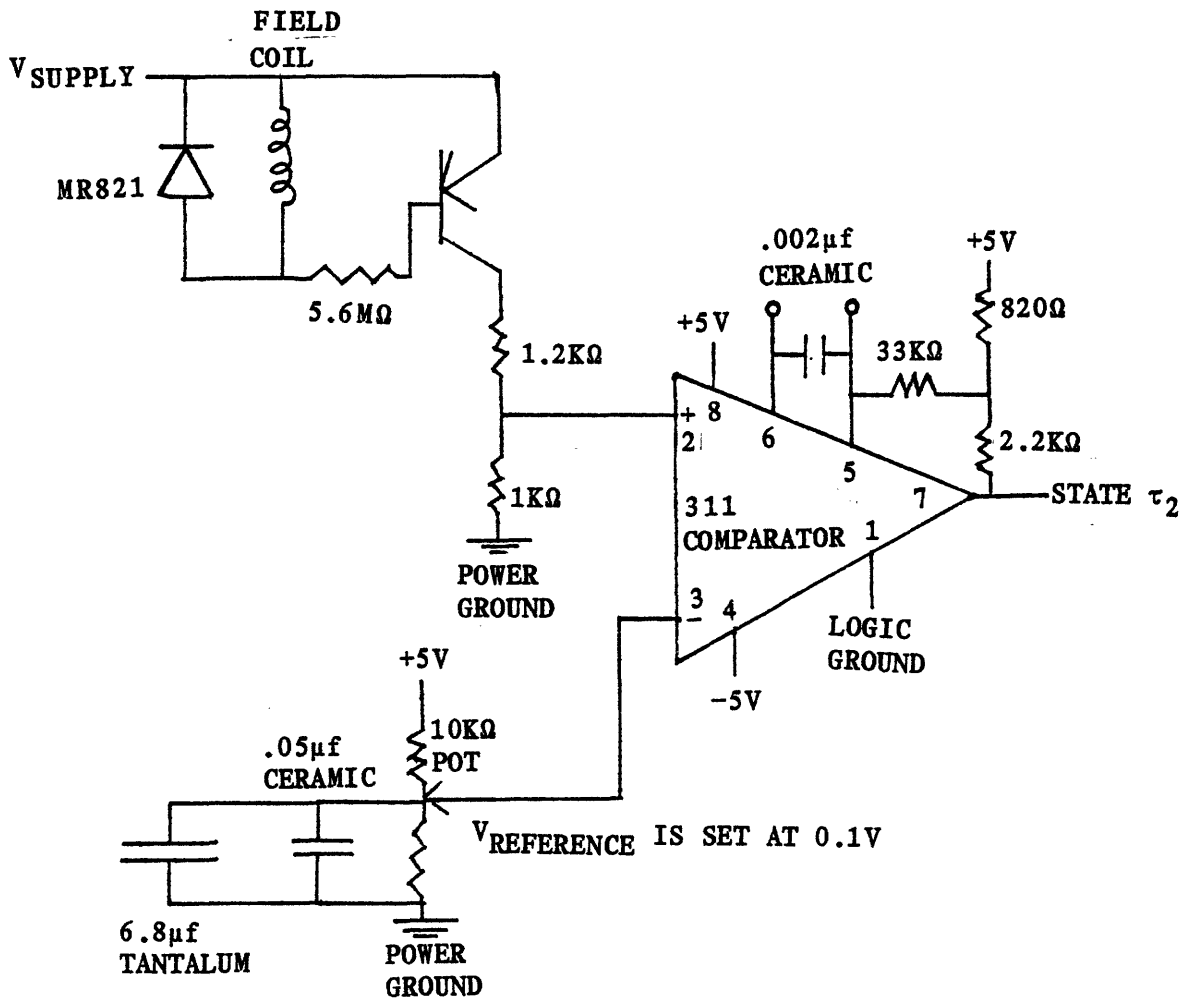 FIELD
COIL
VSUPPLY
MR821
5.6MΩ
1.2KΩ
1KΩ
POWER
GROUND
.002µf
CERAMIC
+5V
820Ω
33KΩ
2.2KΩ
+5V
+
2
8
6
5
7
1
311
COMPARATOR
3
-
4
STATE τ2
LOGIC
GROUND
-5V
+5V
10KΩ
POT
.05µf
CERAMIC
VREFERENCE IS SET AT 0.1V
6.8µf
TANTALUM
POWER
GROUND